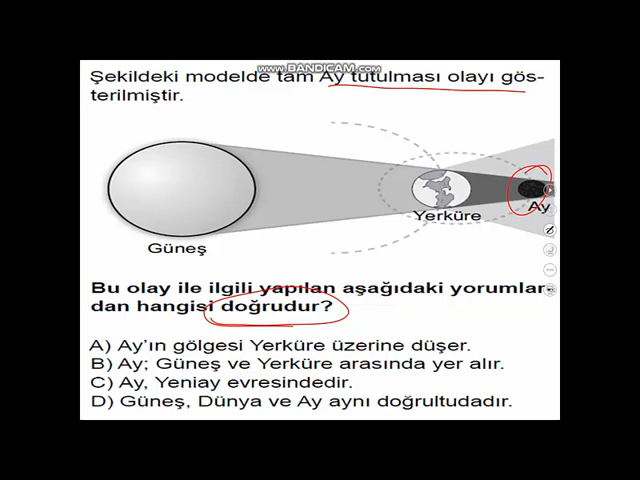 www.BANDICAM.com
Şekildeki modelde tam Ay tutulması olayı gös-
terilmiştir.
Güneş
Yerküre
Ay
Bu olay ile ilgili yapılan aşağıdaki yorumlar-
dan hangisi doğrudur?
A) Ay’ın gölgesi Yerküre üzerine düşer.
B) Ay; Güneş ve Yerküre arasında yer alır.
C) Ay, Yeniay evresindedir.
D) Güneş, Dünya ve Ay aynı doğrultudadır.